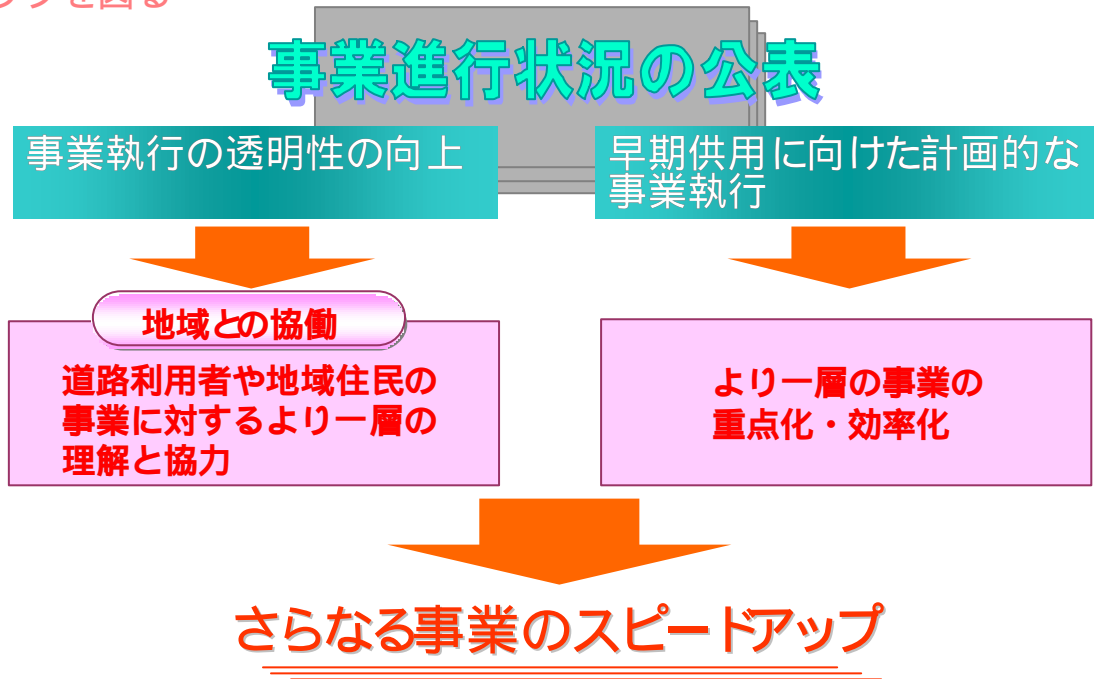 プを図る
事業進行状況の公表
事業執行の透明性の向上
早期供用に向けた計画的な
事業執行
地域との協働
道路利用者や地域住民の
事業に対するより一層の
理解と協力
より一層の事業の
重点化・効率化
さらなる事業のスピードアップ